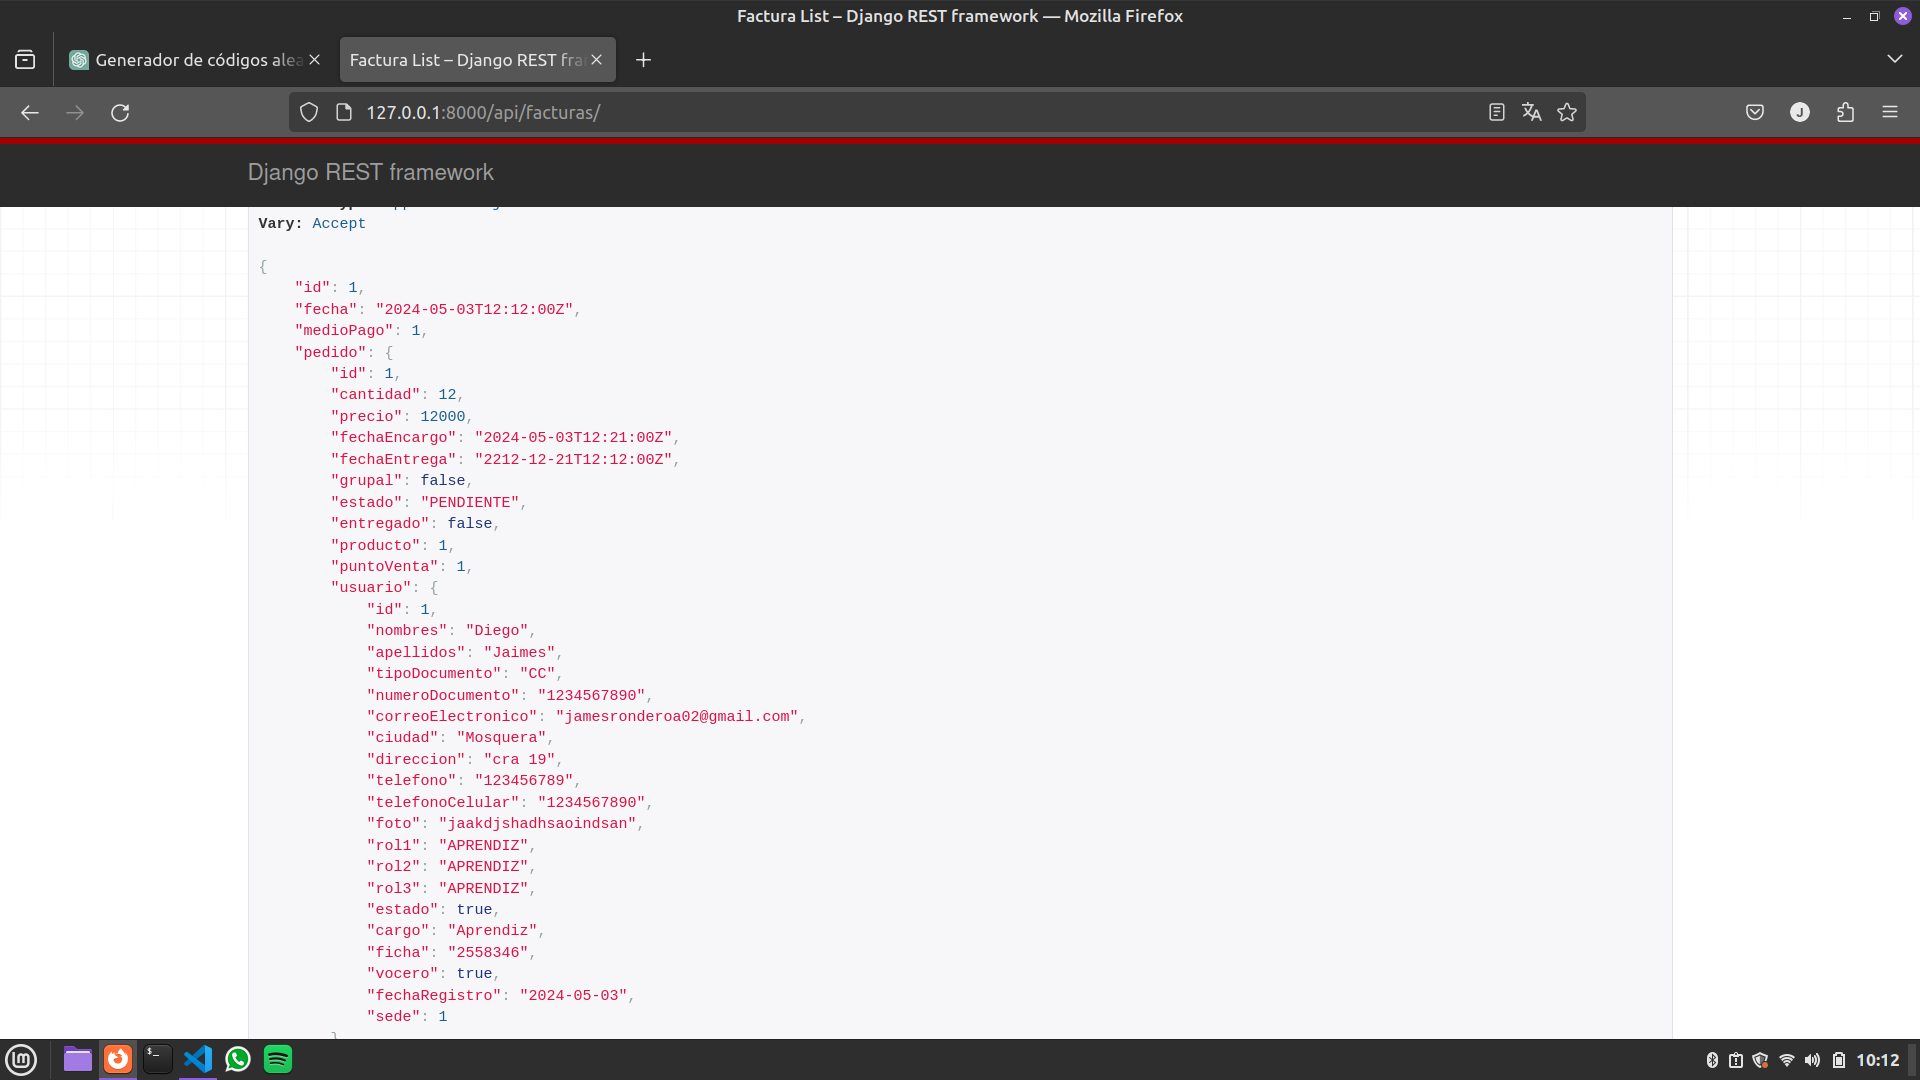 Factura List – Django REST framework — Mozilla Firefox
Generador de códigos alea
Factura List – Django REST fra
127.0.0.1:8000/api/facturas/
J
Django REST framework
Vary: Accept
{
"id": 1,
"fecha": "2024-05-03T12:12:00Z",
"medioPago": 1,
"pedido": {
"id": 1,
"cantidad": 12,
"precio": 12000,
"fechaEncargo": "2024-05-03T12:21:00Z",
"fechaEntrega": "2212-12-21T12:12:00Z",
"grupal": false,
"estado": "PENDIENTE",
"entregado": false,
"producto": 1,
"puntoVenta": 1,
"usuario": {
"id": 1,
"nombres": "Diego",
"apellidos": "Jaimes",
"tipoDocumento": "CC",
"numeroDocumento": "1234567890",
"correoElectronico": "jamesronderoa02@gmail.com",
"ciudad": "Mosquera",
"direccion": "cra 19",
"telefono": "123456789",
"telefonoCelular": "1234567890",
"foto": "jaakdjshadhsaoindsan",
"rol1": "APRENDIZ",
"rol2": "APRENDIZ",
"rol3": "APRENDIZ",
"estado": true,
"cargo": "Aprendiz",
"ficha": "2558346",
"vocero": true,
"fechaRegistro": "2024-05-03",
"sede": 1
}
10:12